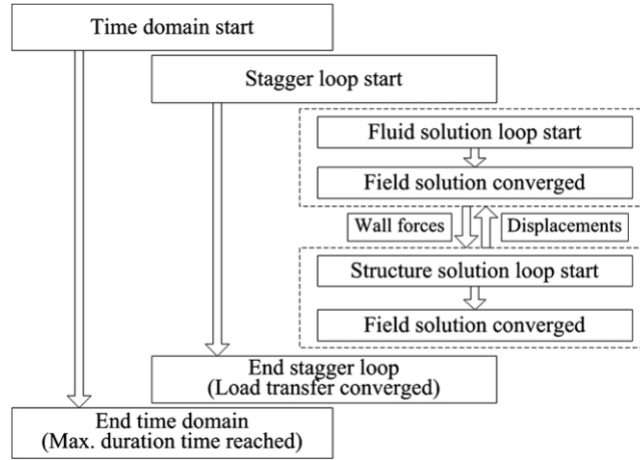 Time domain start
Stagger loop start
Fluid solution loop start
Field solution converged
Wall forces
Displacements
Structure solution loop start
Field solution converged
End stagger loop
(Load transfer converged)
End time domain
(Max. duration time reached)